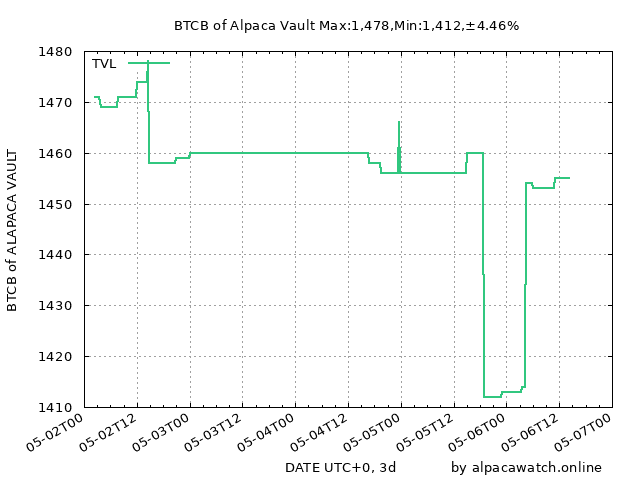 BTCB of Alpaca Vault Max:1,478,Min:1,412,±4.46%
TVL
1480
1470
1460
1450
1440
1430
1420
1410
BTCB of ALAPACA VAULT
05-02T00
05-02T12
05-03T00
05-03T12
05-04T00
05-04T12
05-05T00
05-05T12
05-06T00
05-06T12
05-07T00
DATE UTC+0, 3d
by alpacawatch.online